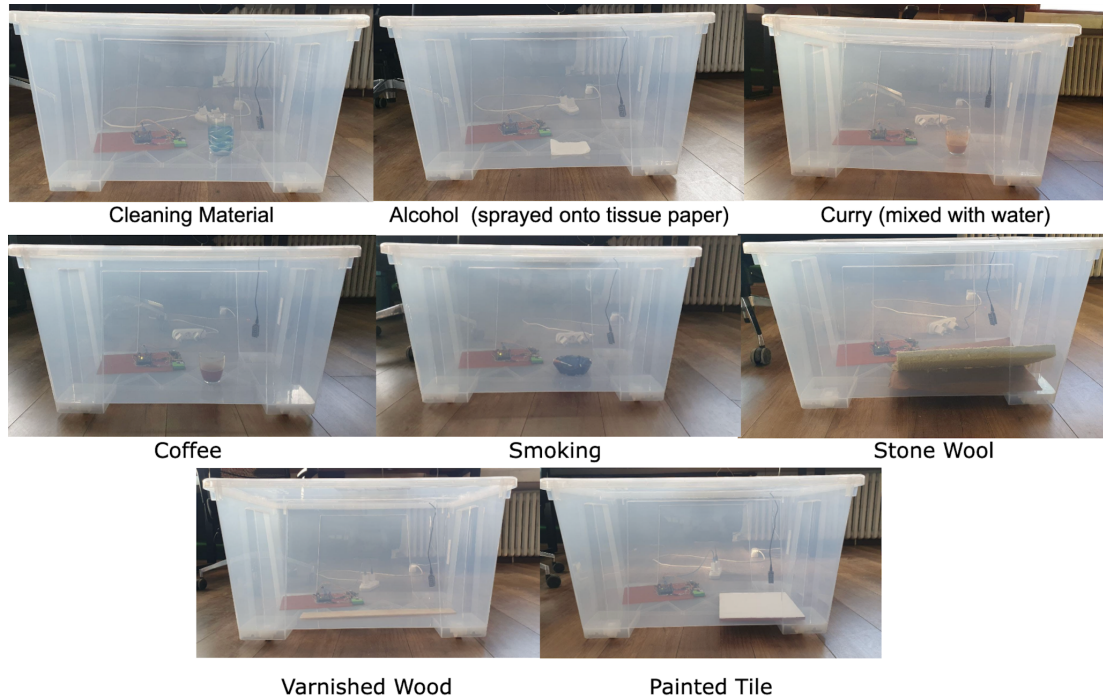 Cleaning Material
Alcohol (sprayed onto tissue paper)
Curry (mixed with water)
Coffee
Smoking
Stone Wool
Varnished Wood
Painted Tile